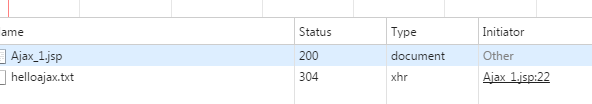 ame Status Type Initiator
Ajax_1.jsp 200 document Other
helloajax.txt 304 xhr Ajax_1.jsp:22